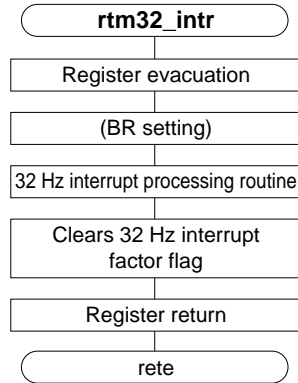 rtm32_intr
Register evacuation
(BR setting)
32 Hz interrupt processing routine
Clears 32 Hz interrupt
factor flag
Register return
rete